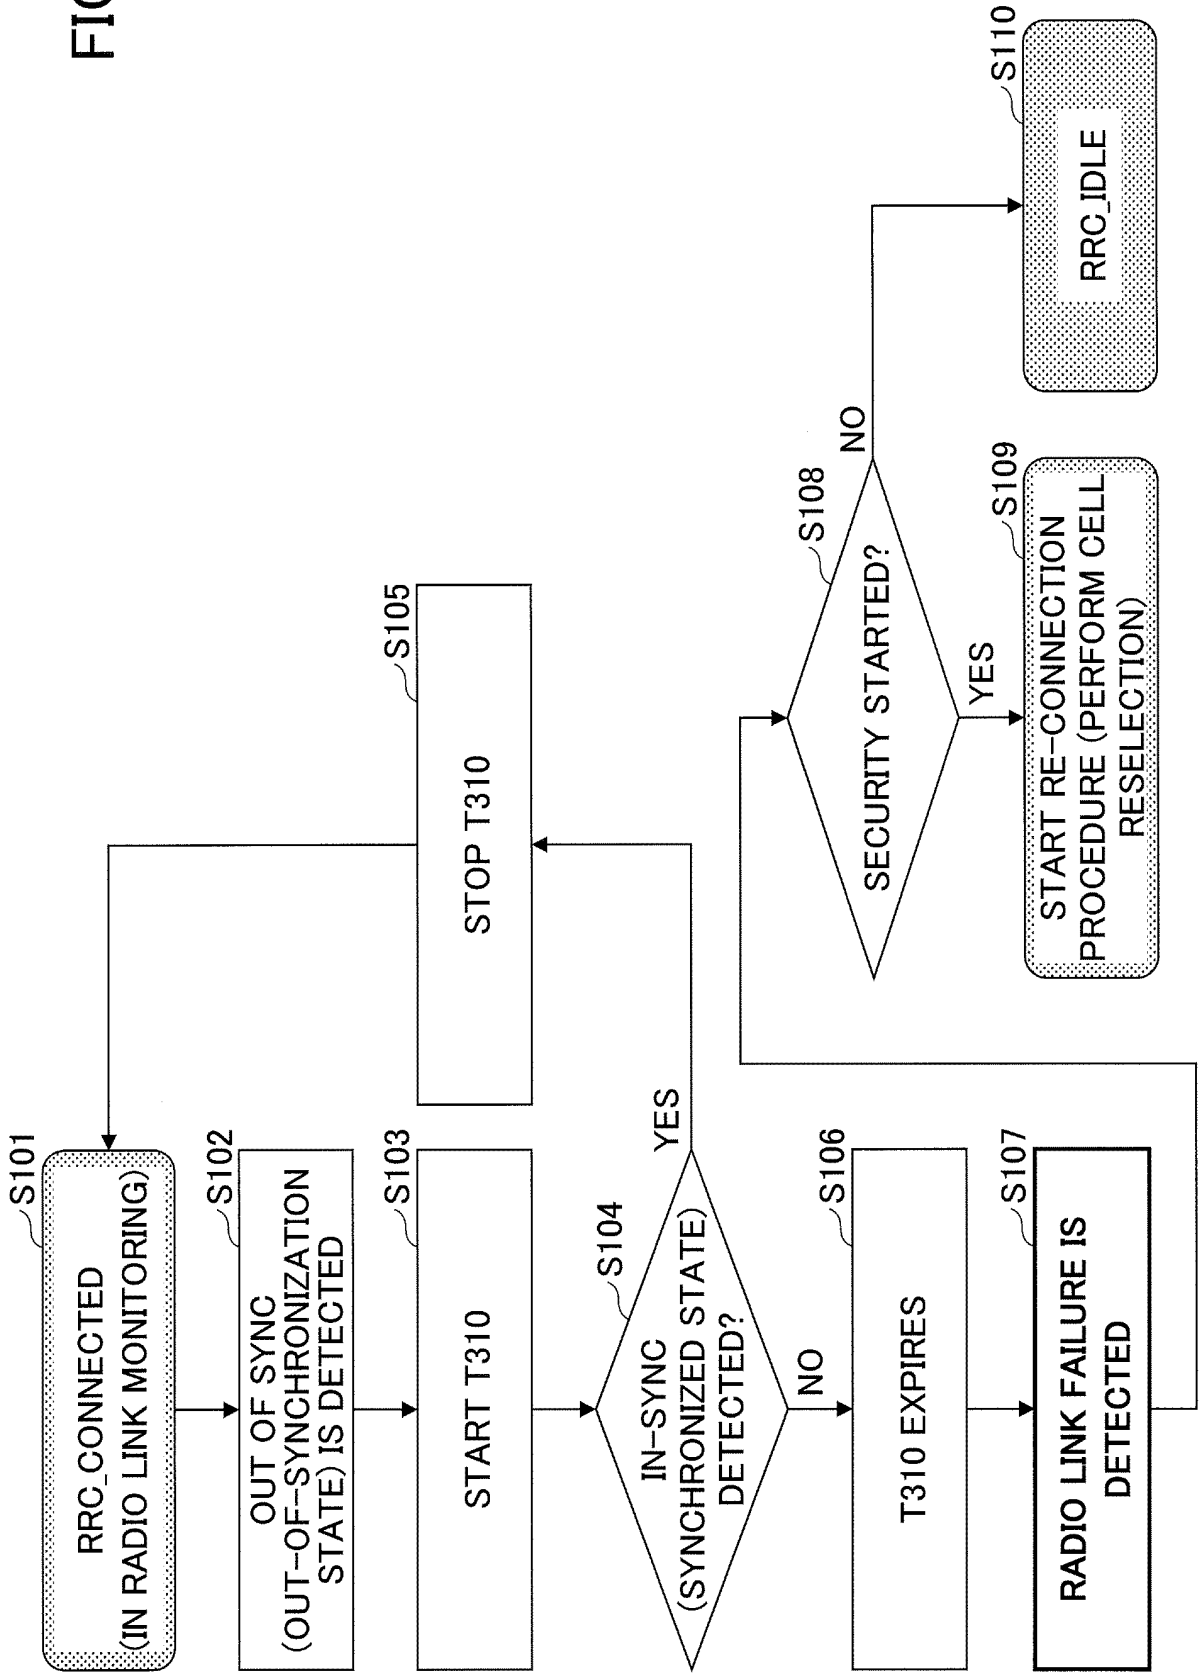 FIG
S101
RRC_CONNECTED
(IN RADIO LINK MONITORING)
S102
OUT OF SYNC
(OUT-OF-SYNCHRONIZATION
STATE) IS DETECTED
S103
START T310
S104
IN-SYNC
(SYNCHRONIZED STATE)
DETECTED?
YES
NO
S105
STOP T310
S106
T310 EXPIRES
S107
RADIO LINK FAILURE IS
DETECTED
S108
SECURITY STARTED?
NO
YES
S109
START RE-CONNECTION
PROCEDURE (PERFORM CELL
RESELECTION)
S110
RRC_IDLE